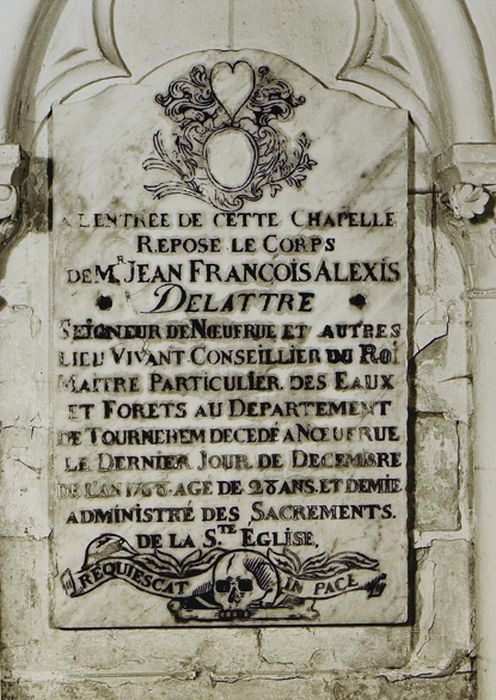 A LENTRÉE DE CETTE CHAPELLE
REPOSE LE CORPS
DE MR JEAN FRANÇOIS ALEXIS
DELATTRE
SEIGNEUR DE NŒUFRUE ET AUTRES
LIEU VIVANT CONSEILLIER DU ROI
MAITRE PARTICULIER DES EAUX
ET FORETS AU DEPARTEMENT
DE TOURNEHEM DECEDÉ A NŒUFRUE
LE DERNIER JOUR DE DECEMBRE
DE L'AN AGE DE 28 ANS. ET DEMIE
ADMINISTRÉ DES SACREMENTS.
DE LA S.TE ÉGLISE,
REQUIESCAT IN PACE